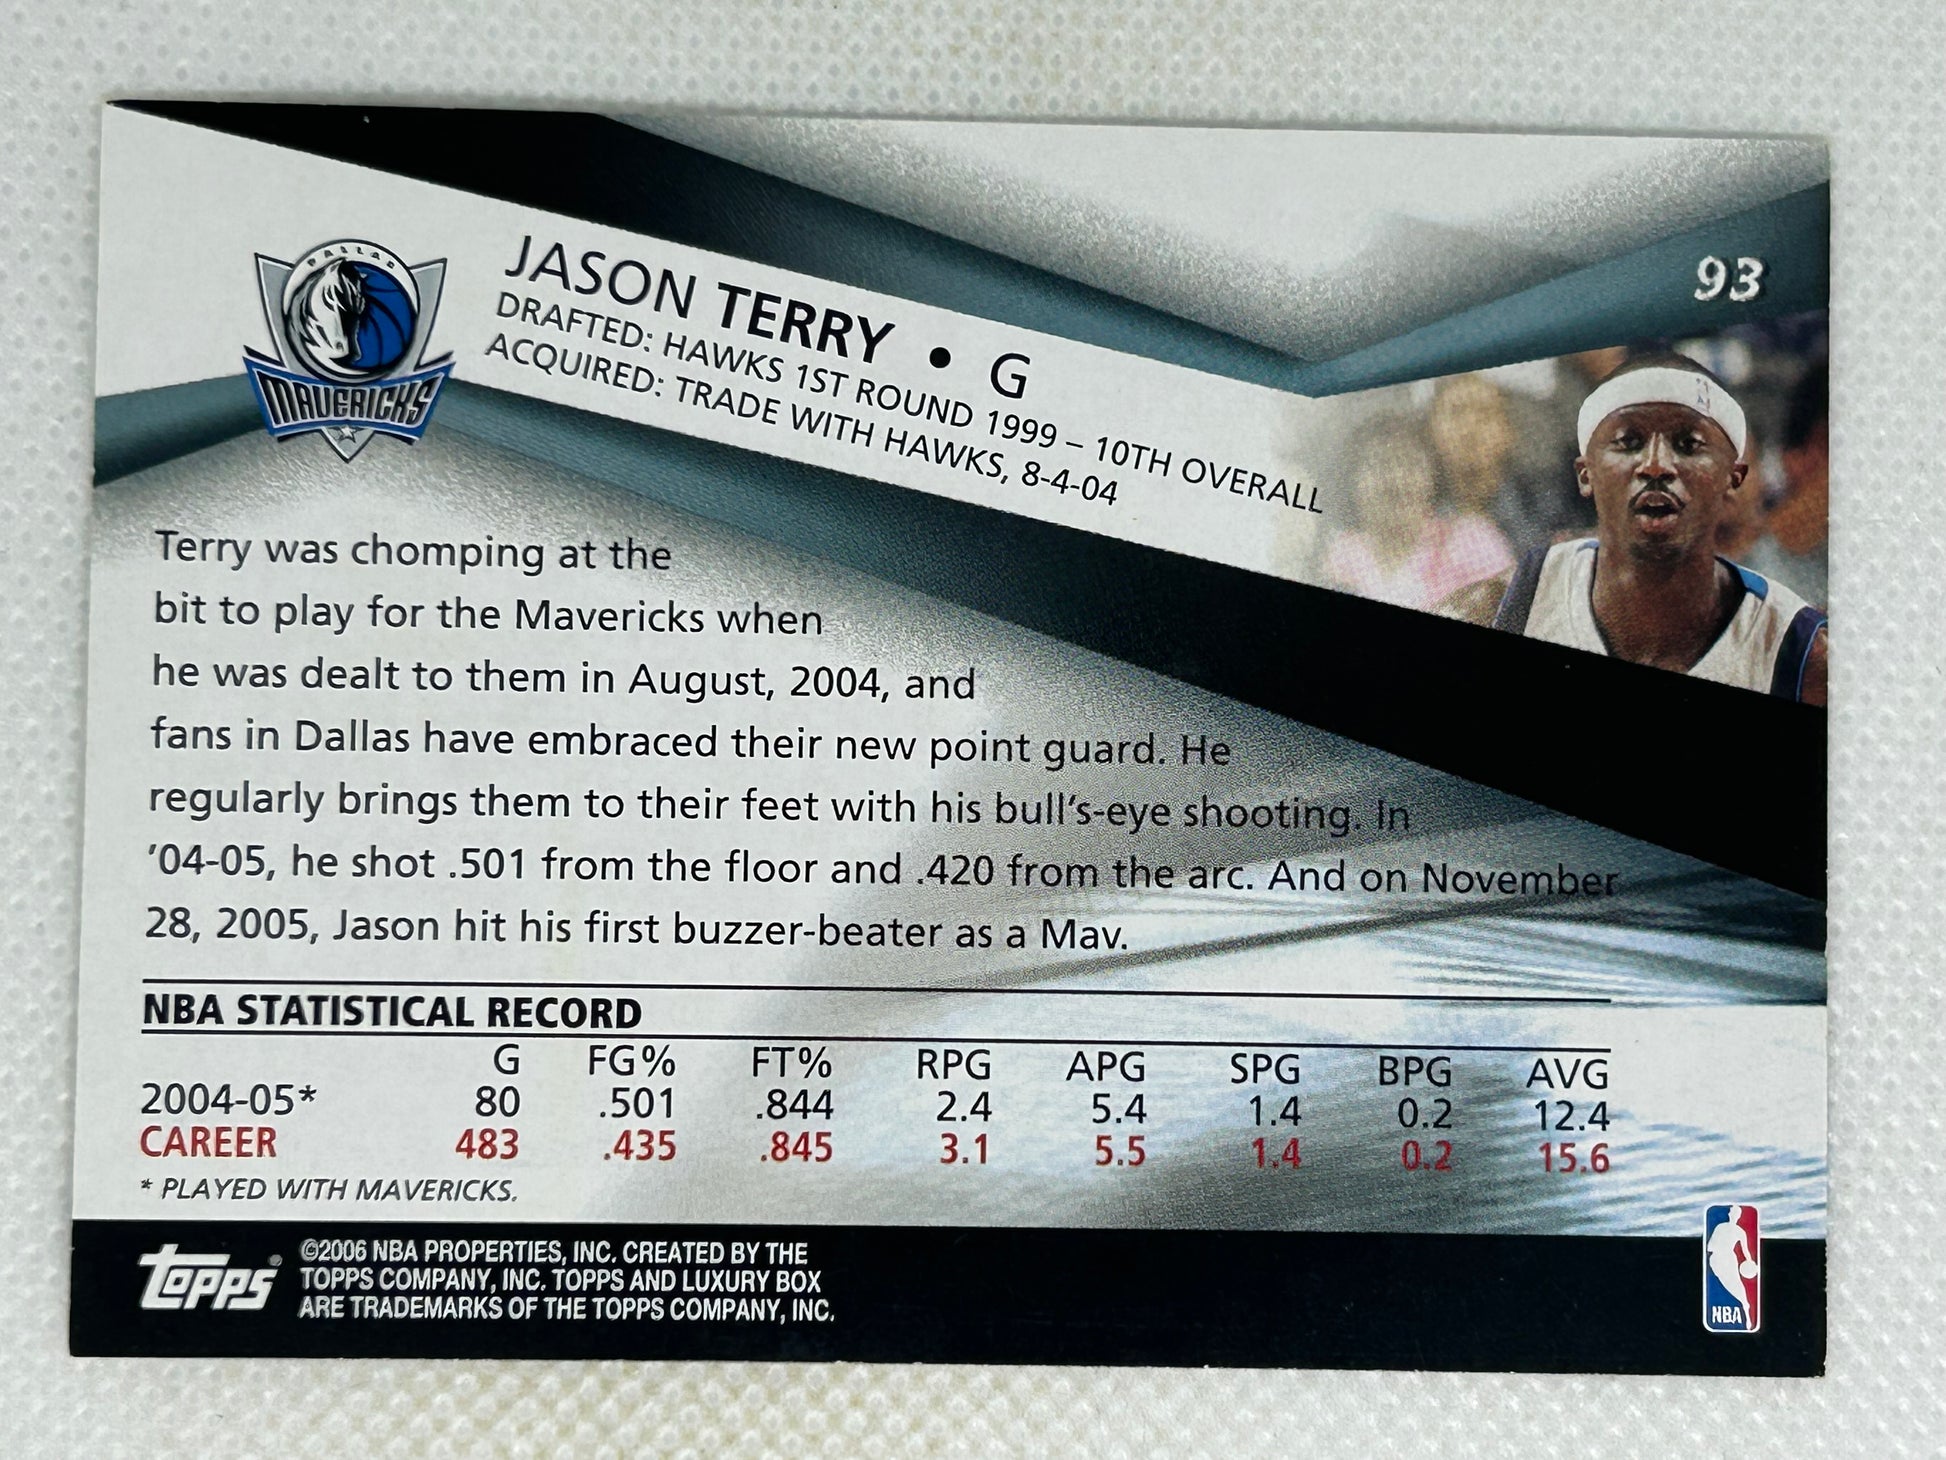 93
DALLAS
MAVERICKS
JASON TERRY • G
DRAFTED: HAWKS 1ST ROUND 1999 – 10TH OVERALL
ACQUIRED: TRADE WITH HAWKS, 8-4-04
Terry was chomping at the
bit to play for the Mavericks when
he was dealt to them in August, 2004, and
fans in Dallas have embraced their new point guard. He
regularly brings them to their feet with his bull's-eye shooting. In
'04-05, he shot .501 from the floor and .420 from the arc. And on November
28, 2005, Jason hit his first buzzer-beater as a Mav.
NBA STATISTICAL RECORD
G FG% FT% RPG APG SPG BPG AVG
2004-05* 80 .501 .844 2.4 5.4 1.4 0.2 12.4
CAREER 483 .435 .845 3.1 5.5 1.4 0.2 15.6
* PLAYED WITH MAVERICKS.
Topps®
©2006 NBA PROPERTIES, INC. CREATED BY THE
TOPPS COMPANY, INC. TOPPS AND LUXURY BOX
ARE TRADEMARKS OF THE TOPPS COMPANY, INC.
NBA